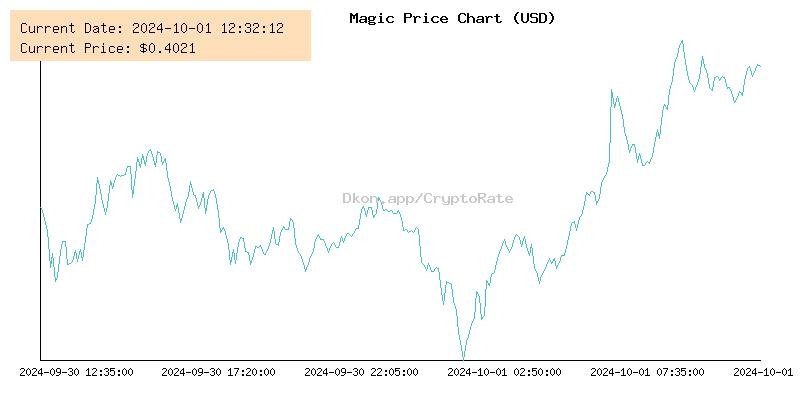 Magic Price Chart (USD)
Current Date: 2024-10-01 12:32:12
Current Price: $0.4021
Dkon.app/CryptoRate
2024-09-30 12:35:00 2024-09-30 17:20:00 2024-09-30 22:05:00 2024-10-01 02:50:00 2024-10-01 07:35:00 2024-10-01